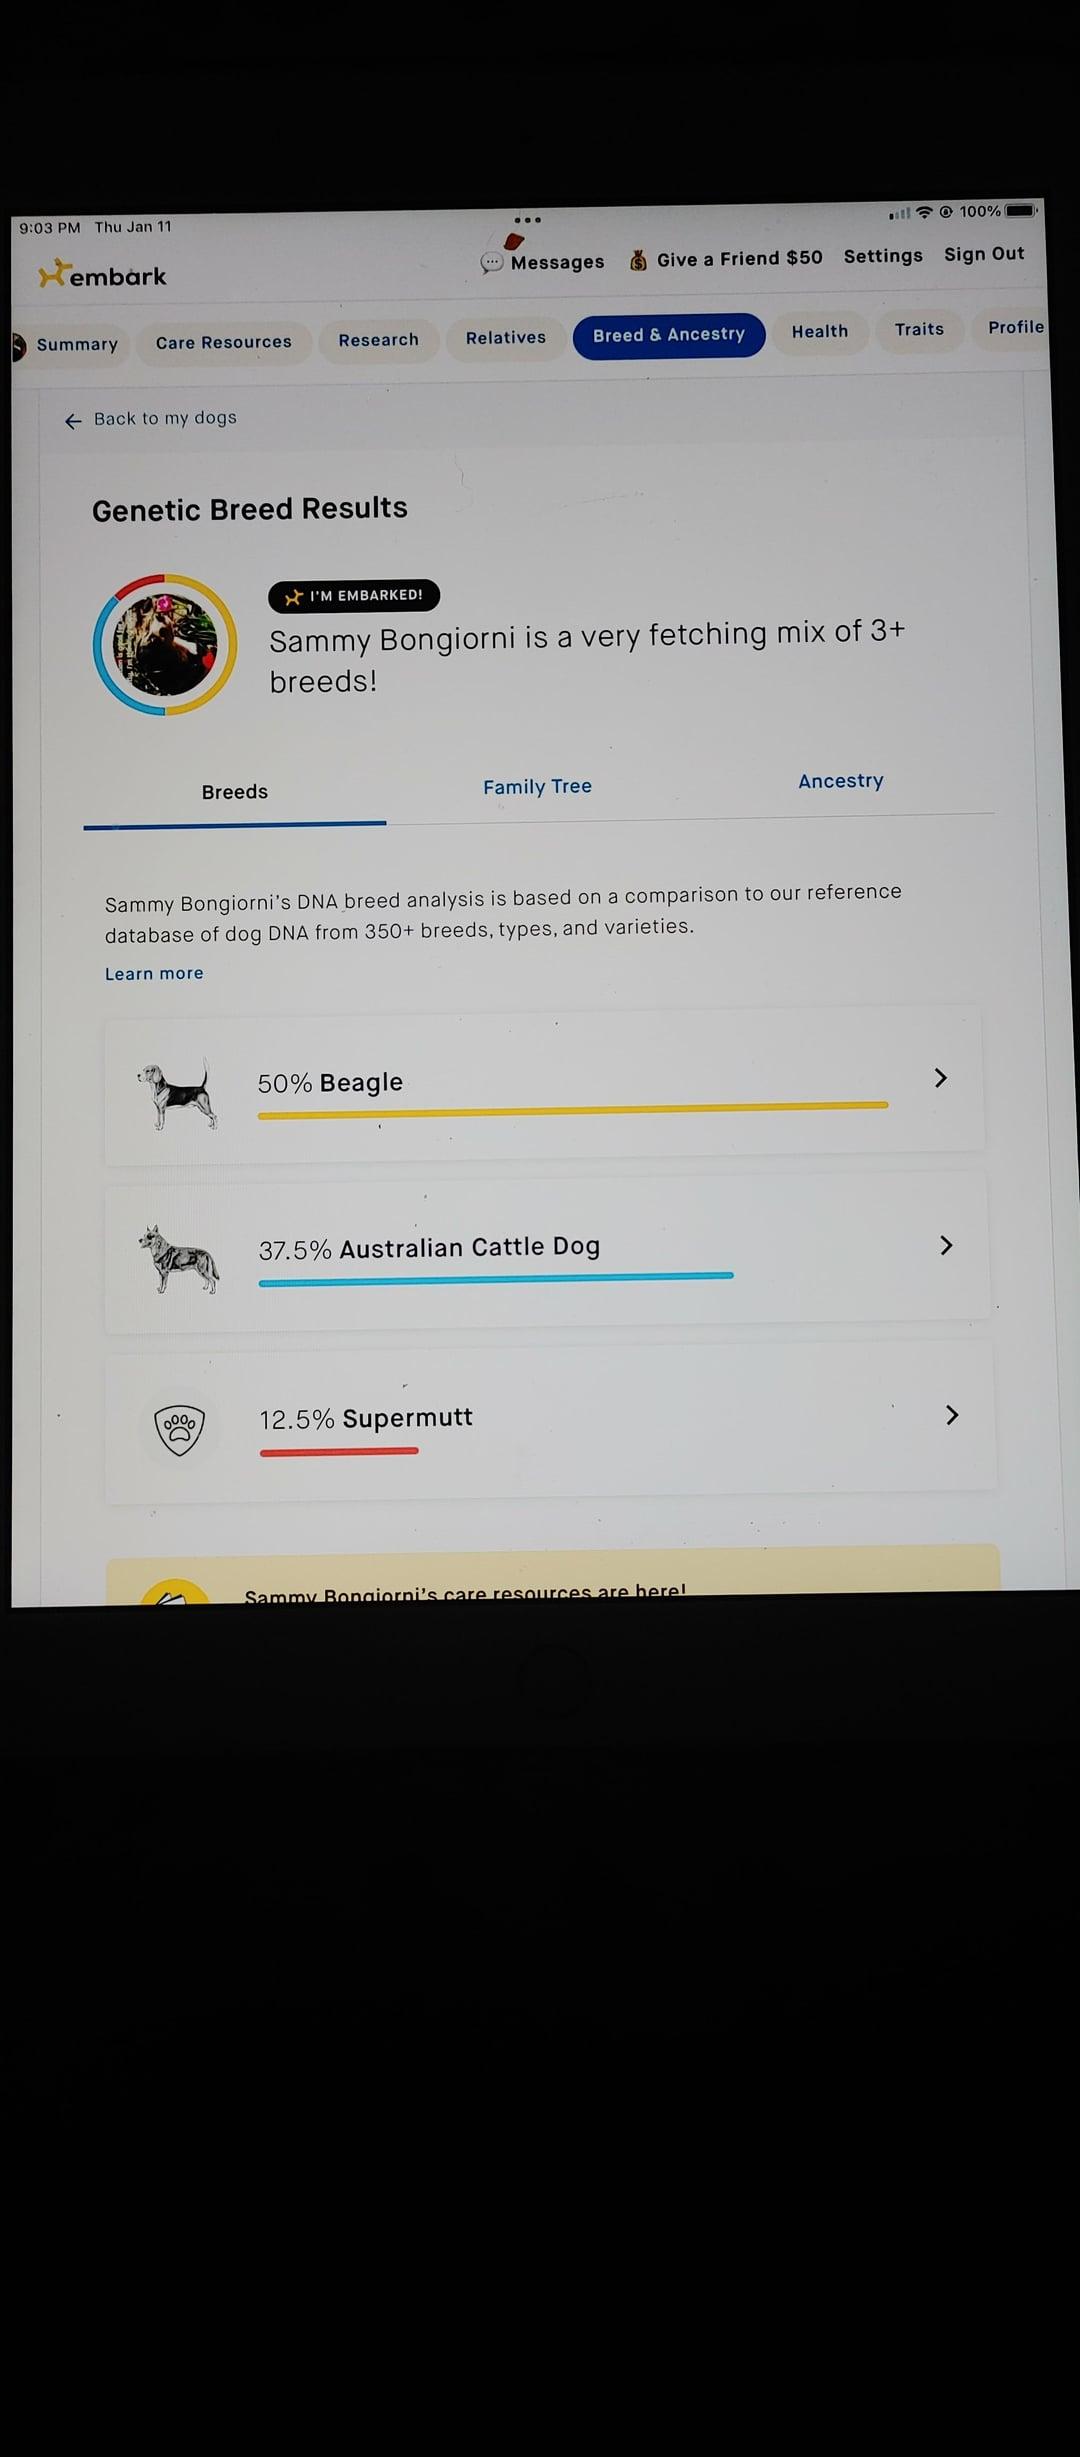 9:03 PM Thu Jan 11
100%
embark
Messages
Give a Friend $50
Settings
Sign Out
Summary
Care Resources
Research
Relatives
Breed & Ancestry
Health
Traits
Profile
← Back to my dogs
Genetic Breed Results
I'M EMBARKED!
Sammy Bongiorni is a very fetching mix of 3+
breeds!
Breeds
Family Tree
Ancestry
Sammy Bongiorni's DNA breed analysis is based on a comparison to our reference
database of dog DNA from 350+ breeds, types, and varieties.
Learn more
50% Beagle
37.5% Australian Cattle Dog
12.5% Supermutt
Sammy Bongiorni's care resources are here!